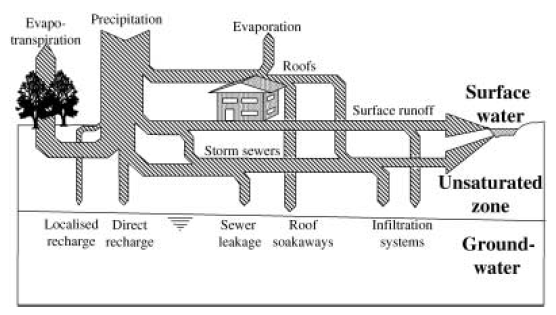 Evapo-
transpiration
Precipitation
Evaporation
Roofs
Surface runoff
Surface
water
Storm sewers
Unsaturated
zone
Localised
recharge
Direct
recharge
Sewer
leakage
Roof
soakaways
Infiltration
systems
Ground-
water